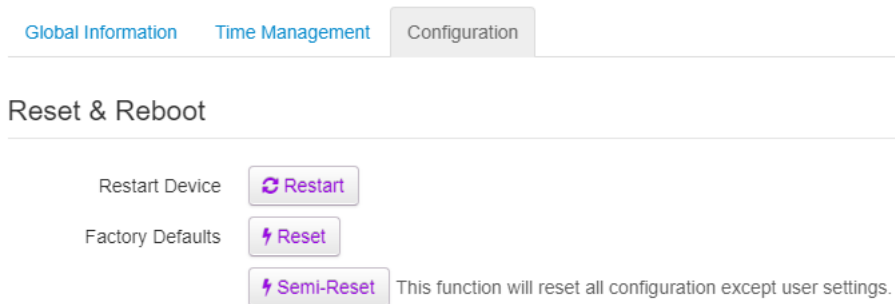 Global Information Time Management Configuration
Reset & Reboot
Restart Device Restart
Factory Defaults Reset
Semi-Reset This function will reset all configuration except user settings.